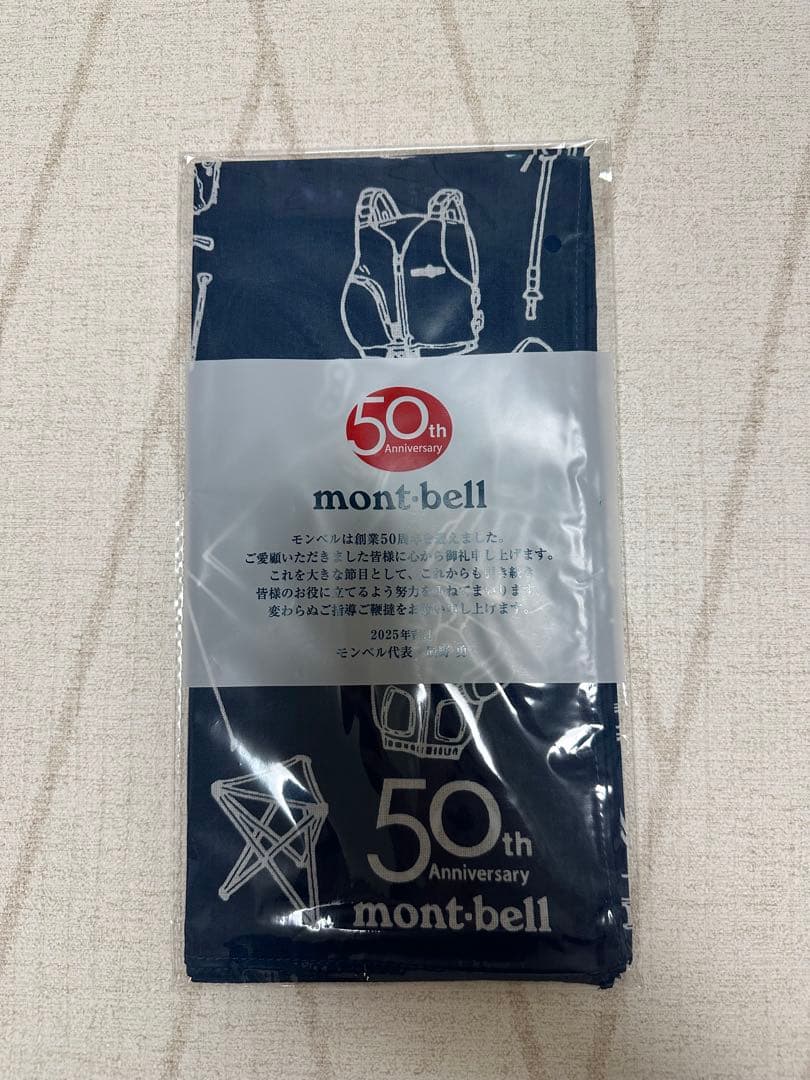 50th
Anniversary
mont·bell
モンベルは創業50周年を迎えました。
ご愛顧いただきました皆様に心から御礼申し上げます。
これを大きな節目として、これからも引き続き
皆様のお役に立てるよう努力を重ねてまいります。
変わらぬご指導ご鞭撻をお願い申し上げます。
2025年
モンベル代表 勇
50th
Anniversary
mont·bell